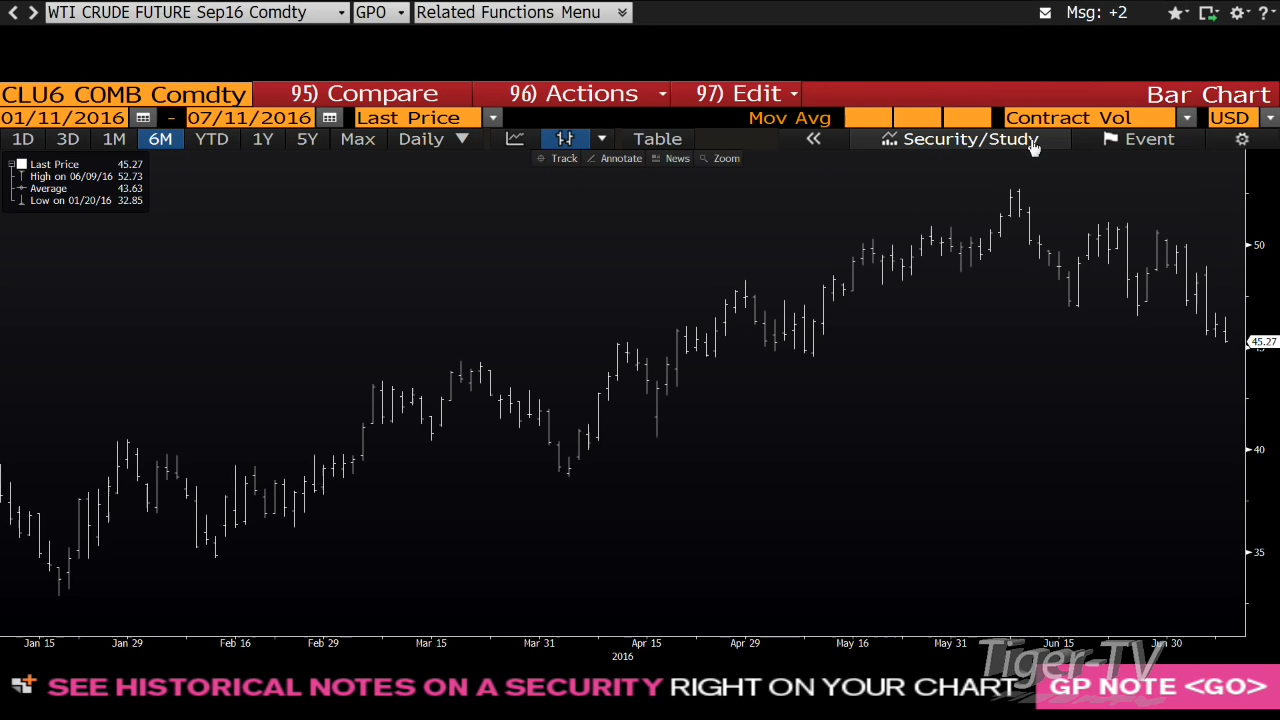 WTI CRUDE FUTURE Sep16 Comdty GPO Related Functions Menu Msg: +2 ?
CLU6 COMB Comdty 95) Compare 96) Actions 97) Edit Bar Chart
01/11/2016 - 07/11/2016 Last Price Mov Avg Contract Vol USD
1D 3D 1M 6M YTD 1Y 5Y Max Daily Table Security/Study Event
Track Annotate News Zoom
Last Price 45.27
High on 06/09/16 52.73
Average 43.63
Low on 01/20/16 32.85
50
45.27
40
35
Jan 15 Jan 29 Feb 16 Feb 29 Mar 15 Mar 31 Apr 15 Apr 29 May 16 May 31 Jun 15 Jun 30
2016
Tiger-TV
SEE HISTORICAL NOTES ON A SECURITY RIGHT ON YOUR CHART GP NOTE <GO>